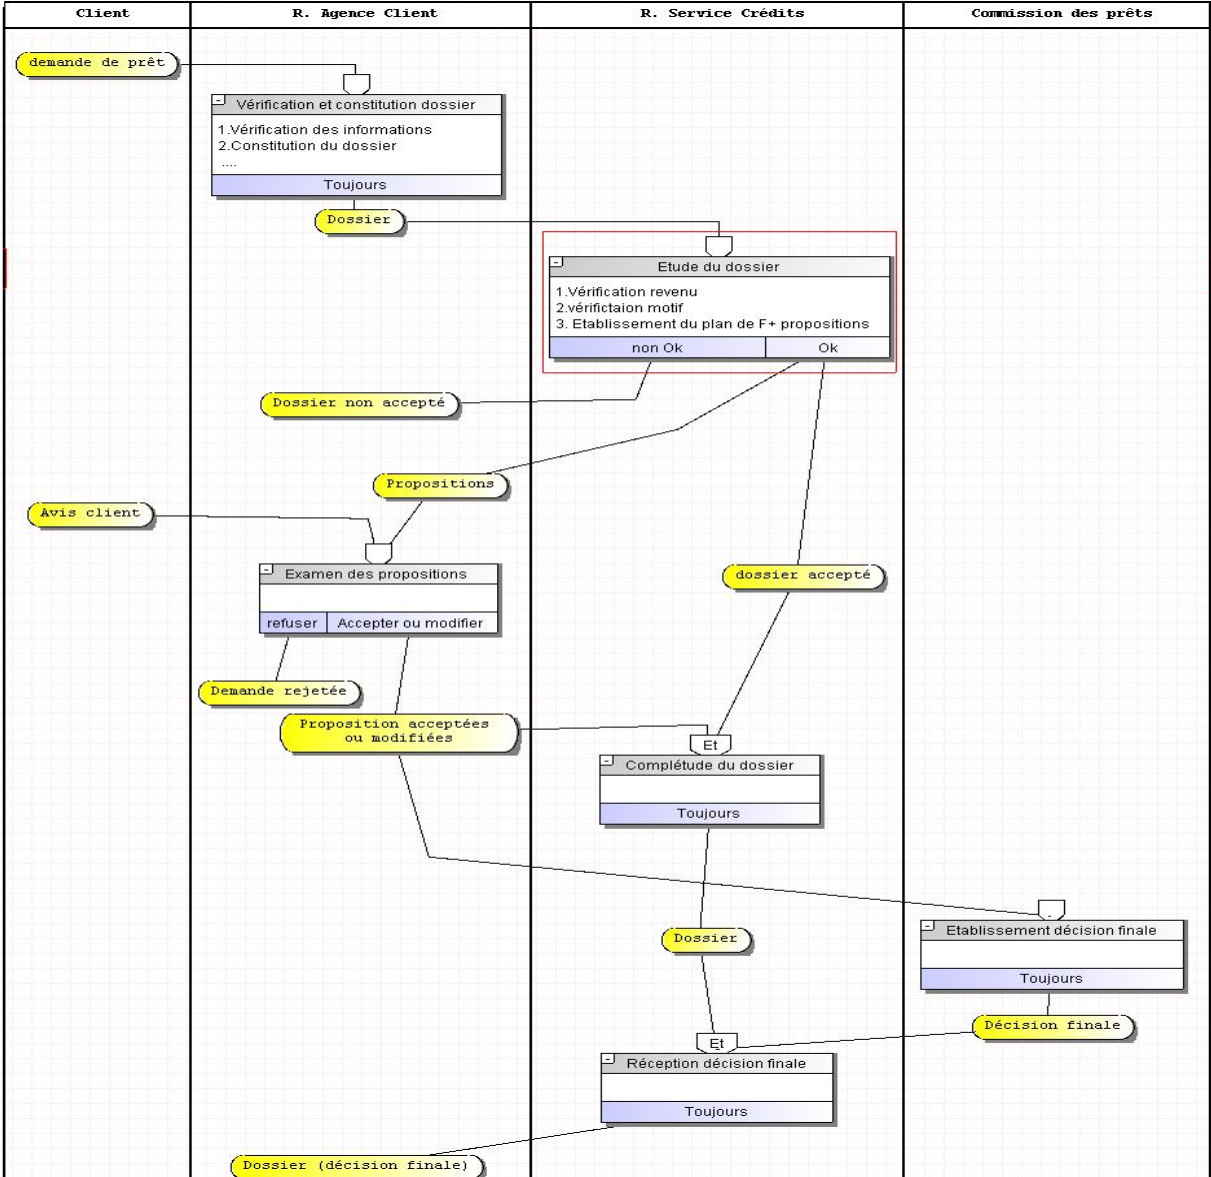 Client
R. Agence Client
R. Service Crédits
Commission des prêts
demande de prêt
Vérification et constitution dossier
1.Vérification des informations
2.Constitution du dossier
....
Toujours
Dossier
Etude du dossier
1.Vérification revenu
2.vérifictaion motif
3. Etablissement du plan de F+ propositions
non Ok
Ok
Dossier non accepté
Propositions
Avis client
Examen des propositions
refuser
Accepter ou modifier
dossier accepté
Demande rejetée
Proposition acceptées
ou modifiées
Et
Complétude du dossier
Toujours
Etablissement décision finale
Toujours
Dossier
Décision finale
Et
Réception décision finale
Toujours
Dossier (décision finale)